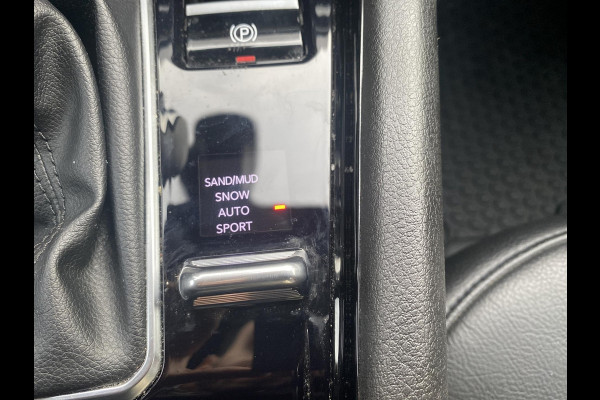 (P)
SAND/MUD
SNOW
AUTO
SPORT